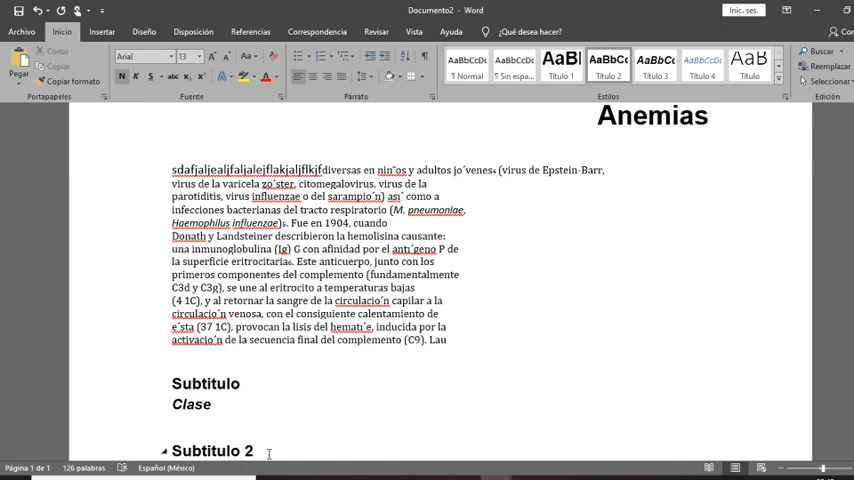 Documento2 - Word
Inic. ses.
Archivo Inicio Insertar Diseño Disposición Referencias Correspondencia Revisar Vista Ayuda ¿Qué desea hacer?
Pegar
Cortar
Copiar
Copiar formato
Portapapeles
Arial 13
Fuente
Párrafo
AaBbCcDc AaBbCcDc AaBl AaBbCc AaBbCc AaBbCcDc AaBb
¶ Normal ¶ Sin espa... Título 1 Título 2 Título 3 Título 4 Título
Estilos
Buscar
Reemplazar
Seleccionar
Edición
Anemias
sdafjaljealjfaljalejflakjaljflkjfdiversas en nin˜os y adultos jo´venes4 (virus de Epstein-Barr,
virus de la varicela zo´ster, citomegalovirus, virus de la
parotiditis, virus influenzae o del sarampio´n) ası´ como a
infecciones bacterianas del tracto respiratorio (M. pneumoniae,
Haemophilus influenzae)5. Fue en 1904, cuando
Donath y Landsteiner describieron la hemolisina causante:
una inmunoglobulina (Ig) G con afinidad por el antı´geno P de
la superficie eritrocitaria6. Este anticuerpo, junto con los
primeros componentes del complemento (fundamentalmente
C3d y C3g), se une al eritrocito a temperaturas bajas
(4 1C), y al retornar la sangre de la circulacio´n capilar a la
circulacio´n venosa, con el consiguiente calentamiento de
e´sta (37 1C), provocan la lisis del hematı´e, inducida por la
activacio´n de la secuencia final del complemento (C9). Lau
Subtitulo
Clase
Subtitulo 2
Página 1 de 1 126 palabras Español (México)